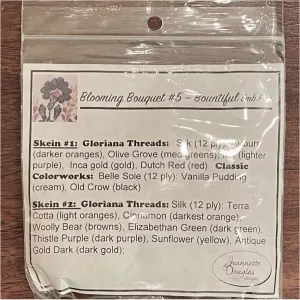 Blooming Bouquet #5 - Bountiful
Skein #1: Gloriana Threads: Silk (12 ply):
(darker oranges), Olive Grove (med greens), (lighter
purple), Inca gold (gold), Dutch Red (red) Classic
Colorworks: Belle Soie (12 ply): Vanilla Pudding
(cream), Old Crow (black)
Skein #2: Gloriana Threads: Silk (12 ply): Terra
Cotta (light oranges), Cinnamon (darkest orange),
Woolly Bear (browns), Elizabethan Green (dark green),
Thistle Purple (dark purple), Sunflower (yellow), Antique
Gold Dark (dark gold);
Jeannette
Douglas
designs